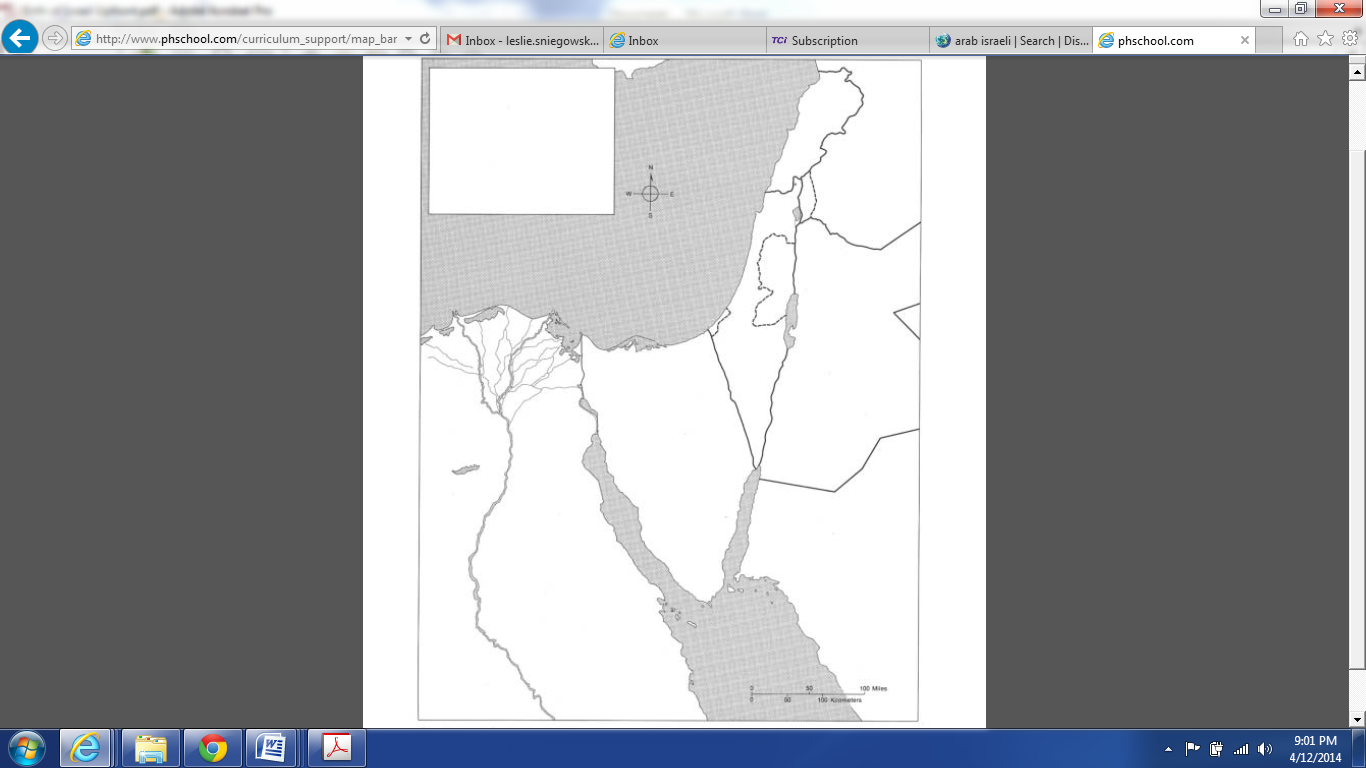 http://www.phschool.com/curriculum_support/map_bar
Inbox - leslie.sniegowsk...
Inbox
TCi Subscription
arab israeli | Search | Dis...
phschool.com
N
W E
S
0 50 100 Miles
0 50 100 Kilometers
9:01 PM
4/12/2014